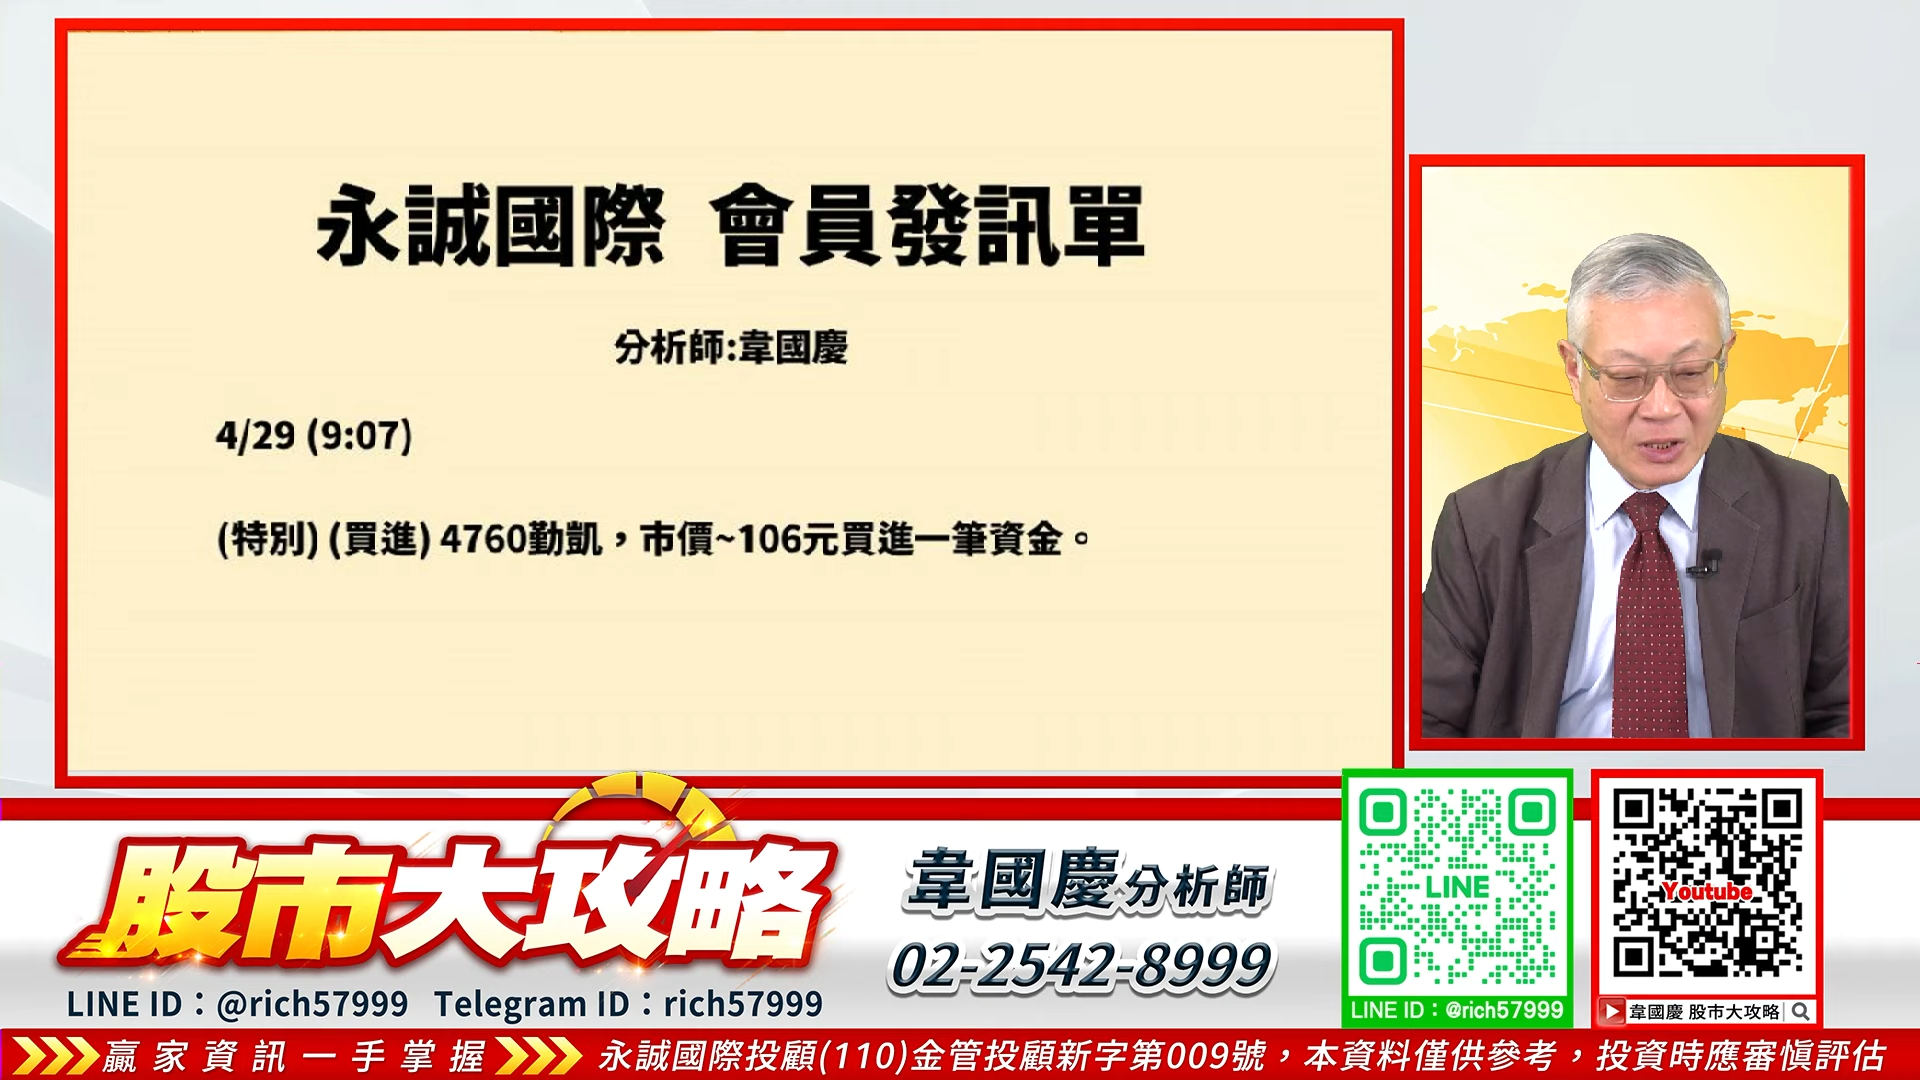 永誠國際 會員發訊單
分析師:韋國慶
4/29 (9:07)
(特別) (買進) 4760勤凱，市價~106元買進一筆資金。
股市大攻略
LINE ID：@rich57999 Telegram ID：rich57999
韋國慶分析師
02-2542-8999
LINE
LINE ID：@rich57999
Youtube
韋國慶 股市大攻略
贏家資訊一手掌握
永誠國際投顧(110)金管投顧新字第009號，本資料僅供參考，投資時應審慎評估